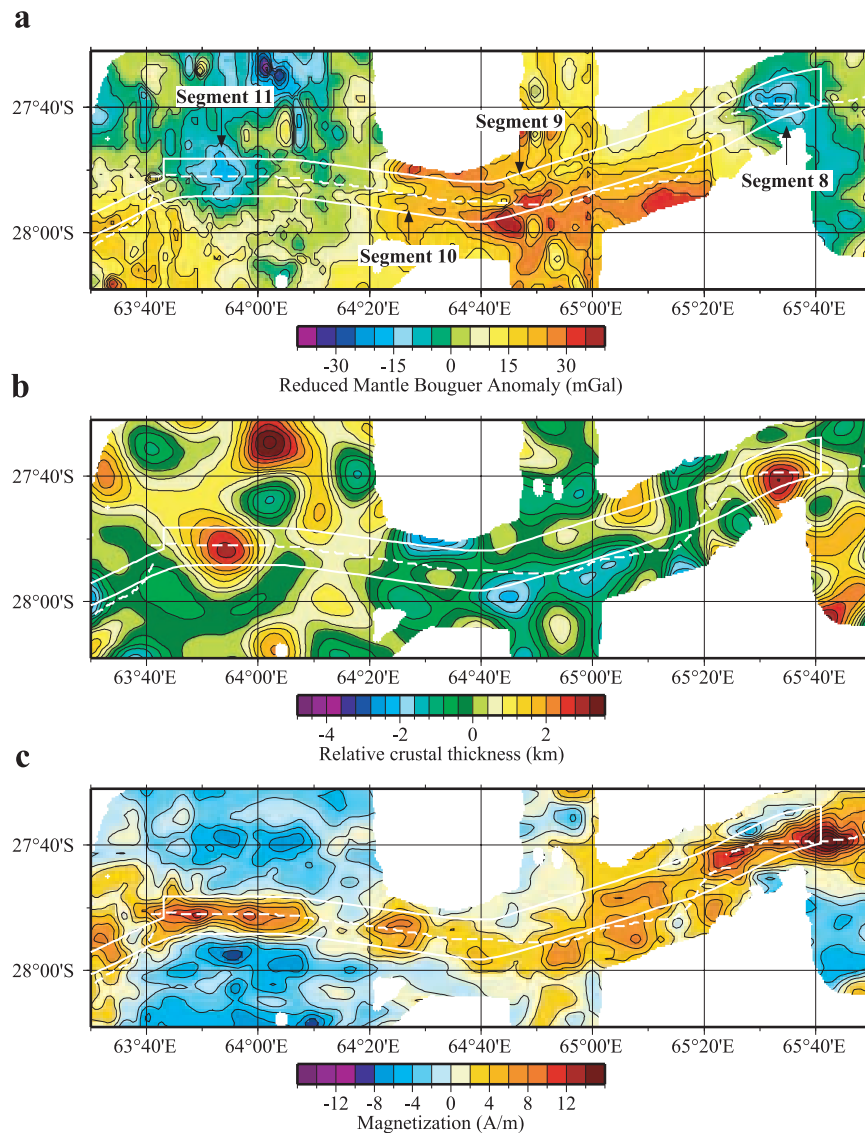 a
Segment 11
Segment 9
Segment 8
Segment 10
27°40'S
28°00'S
63°40'E 64°00'E 64°20'E 64°40'E 65°00'E 65°20'E 65°40'E
-30 -15 0 15 30
Reduced Mantle Bouguer Anomaly (mGal)
b
27°40'S
28°00'S
63°40'E 64°00'E 64°20'E 64°40'E 65°00'E 65°20'E 65°40'E
-4 -2 0 2
Relative crustal thickness (km)
c
27°40'S
28°00'S
63°40'E 64°00'E 64°20'E 64°40'E 65°00'E 65°20'E 65°40'E
-12 -8 -4 0 4 8 12
Magnetization (A/m)